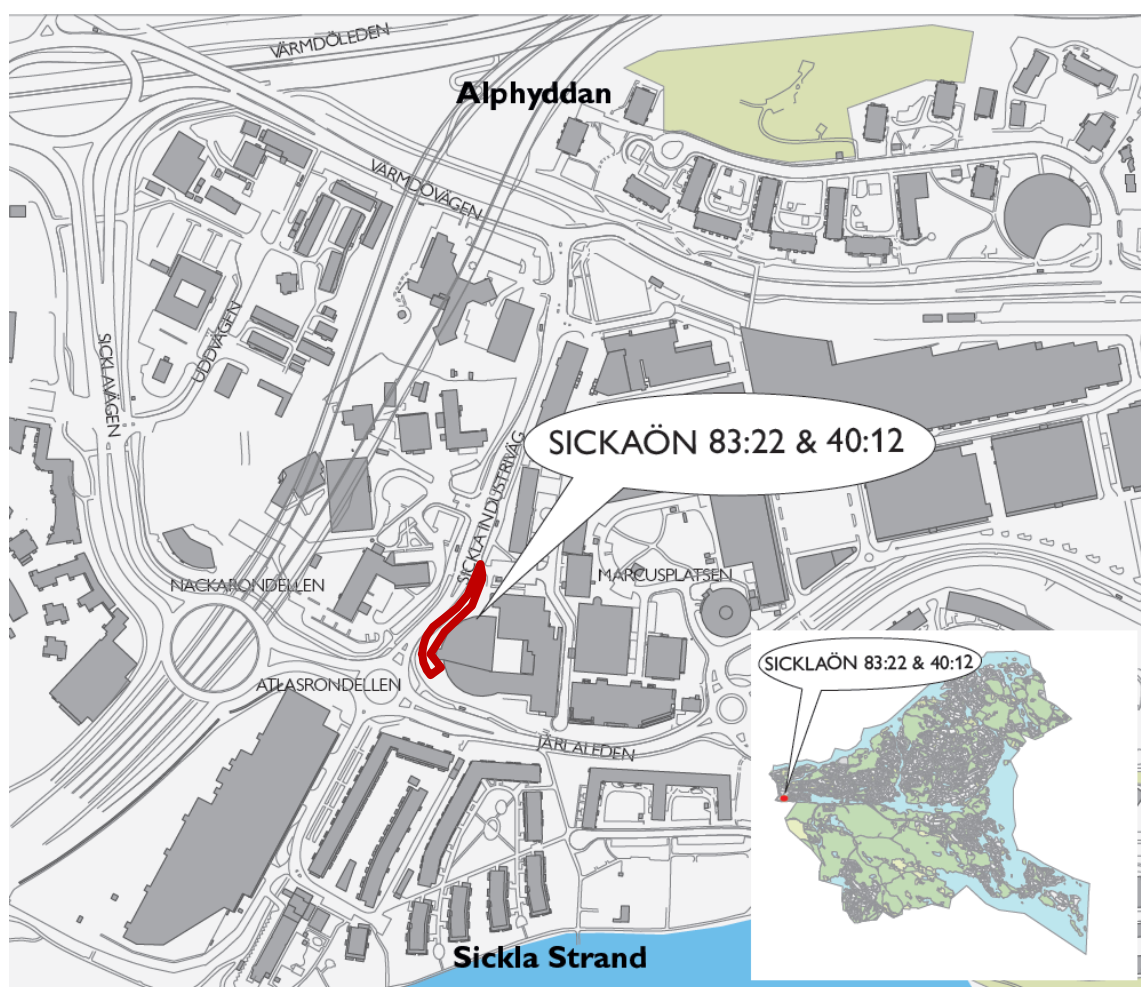 VÄRMDÖLEDEN
Alphyddan
VÄRMDÖVÄGEN
UDDVÄGEN
SICKLAVÄGEN
SICKAÖN 83:22 & 40:12
SICKLA INDUSTRIVÄG
MARCUSPLATSEN
NACKARONDELLEN
SICKLAÖN 83:22 & 40:12
ATLASRONDELLEN
JÄRLALEDEN
Sickla Strand